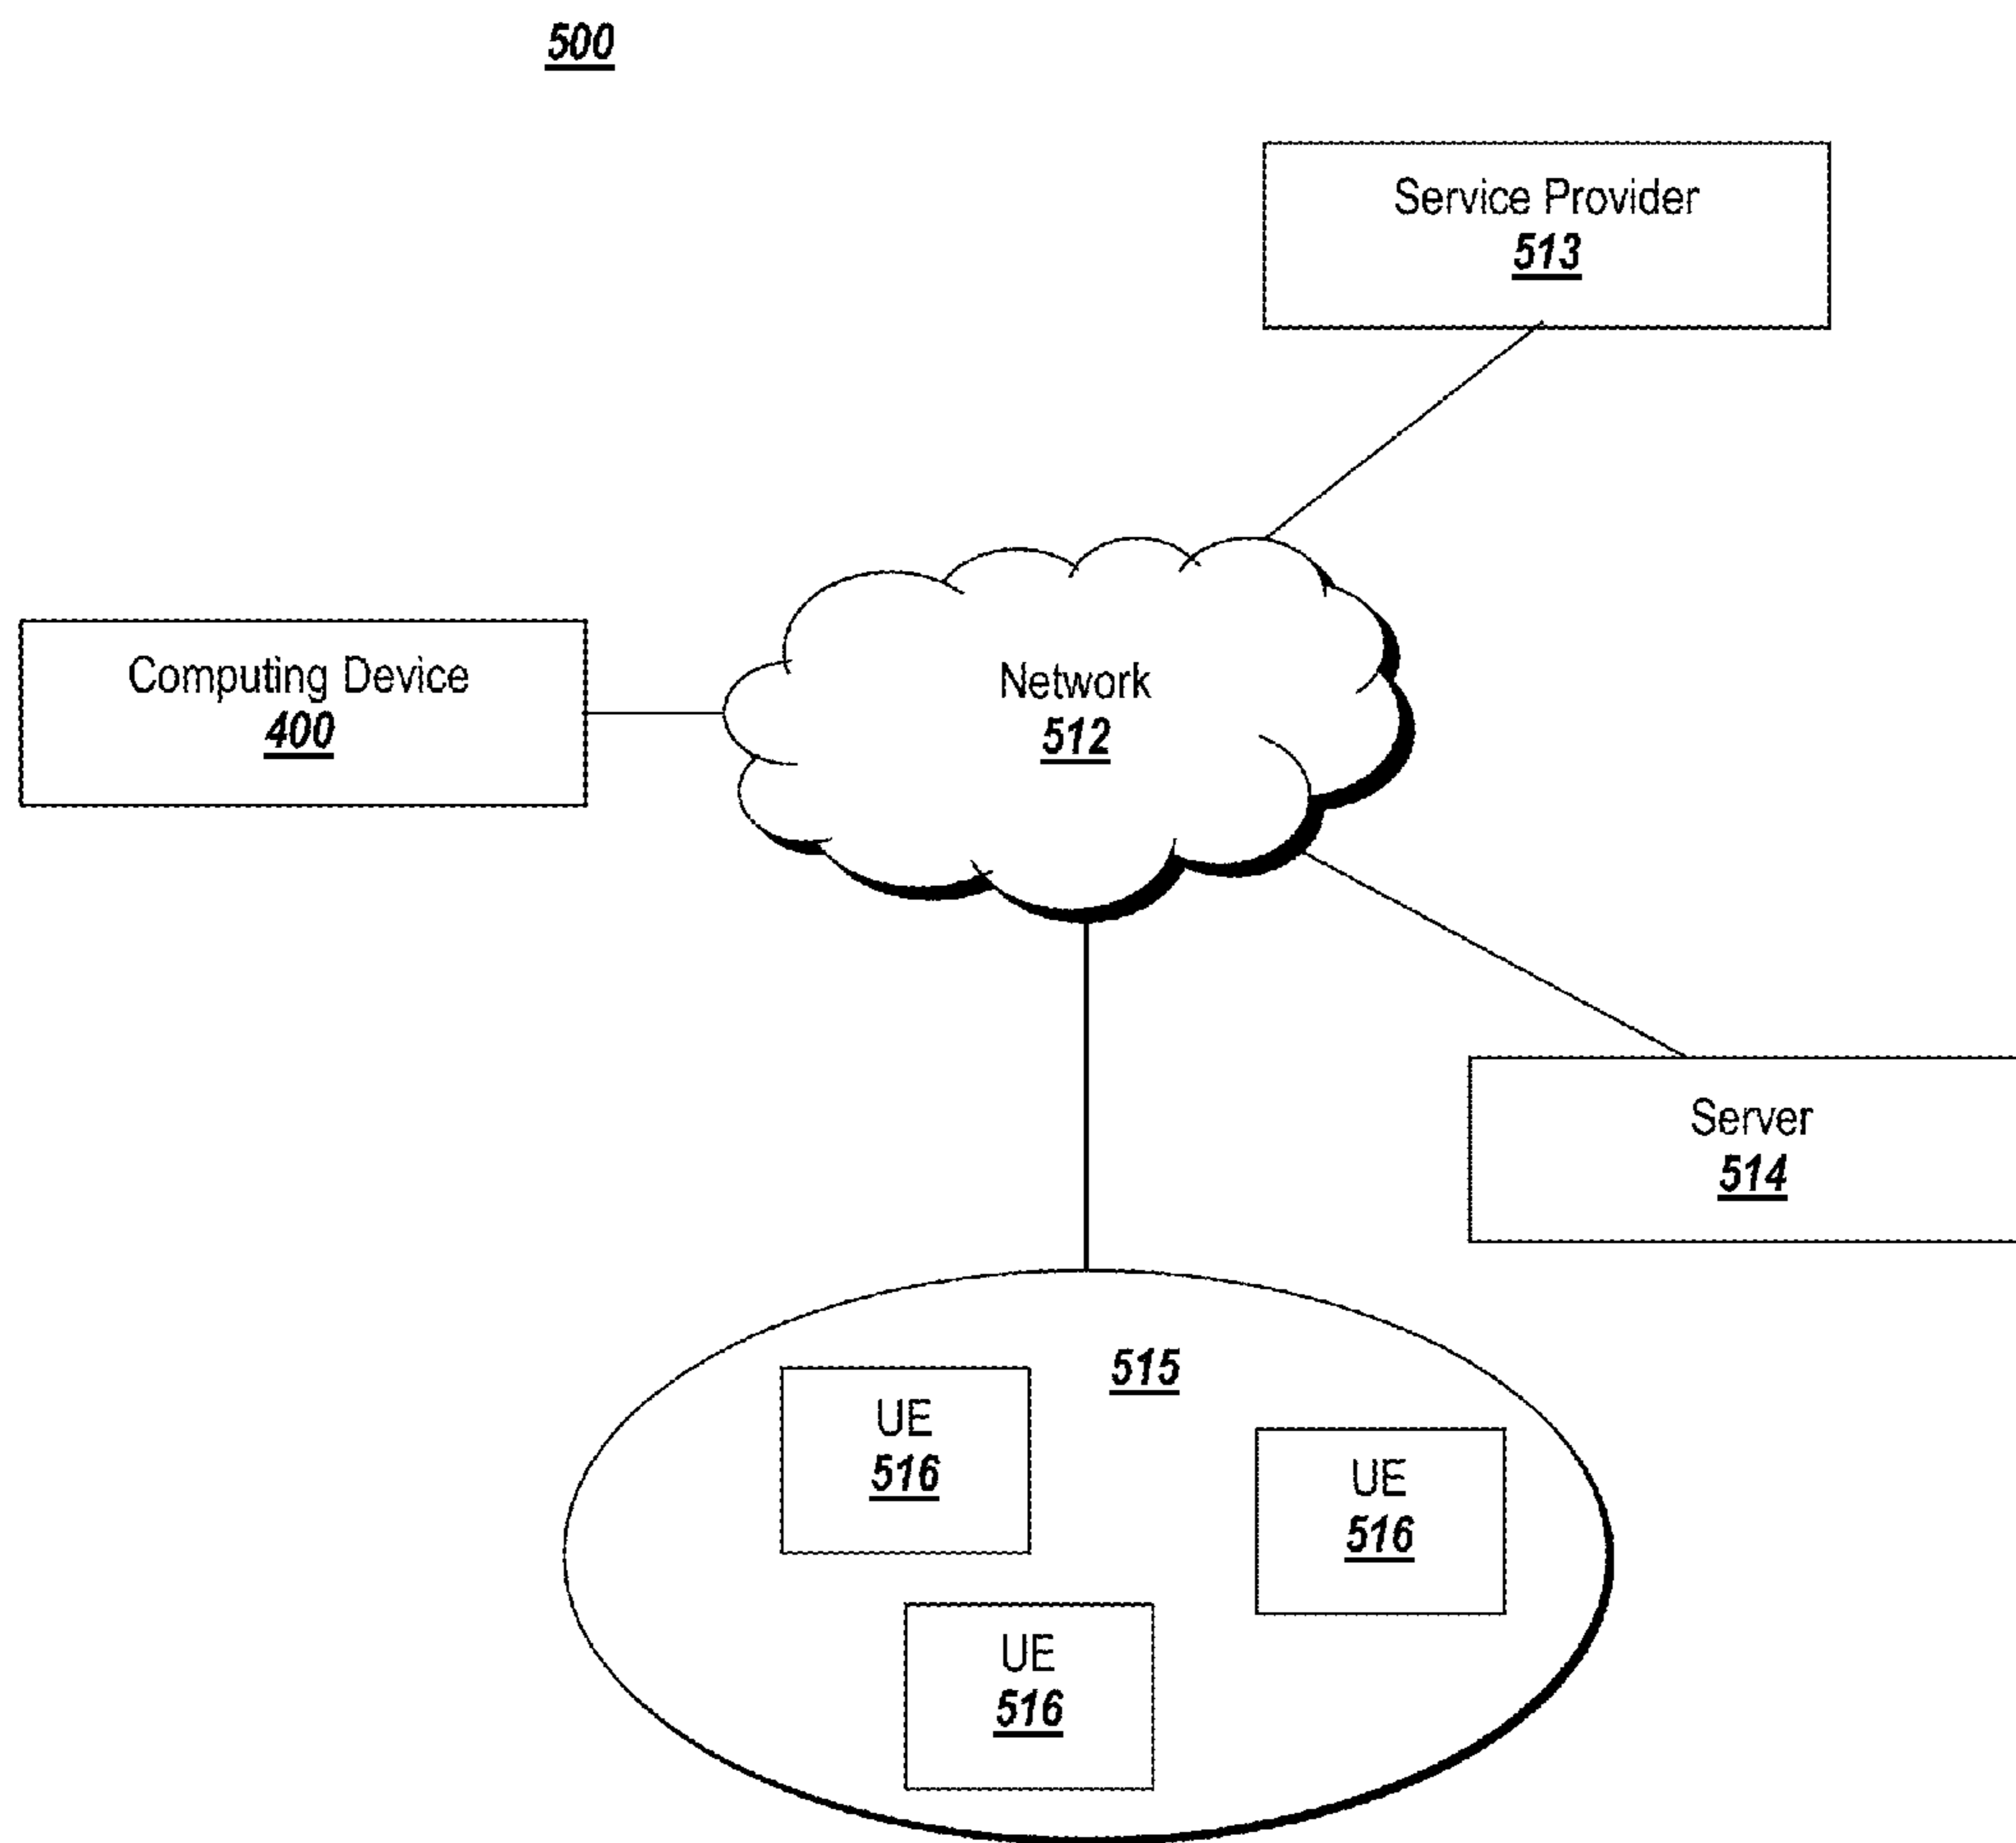 500
Service Provider
513
Computing Device
400
Network
512
Server
514
515
UE
516
UE
516
UE
516